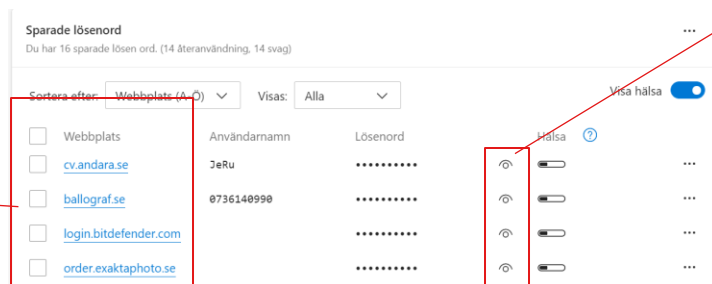 Sparade lösenord
Du har 16 sparade lösen ord. (14 återanvändning, 14 svag)
Sortera efter: Webbplats (A-Ö) Visas: Alla Visa hälsa
Webbplats Användarnamn Lösenord Hälsa
cv.andara.se JeRu ••••••••••
ballograf.se 0736140990 ••••••••••
login.bitdefender.com ••••••••••
order.exaktaphoto.se ••••••••••